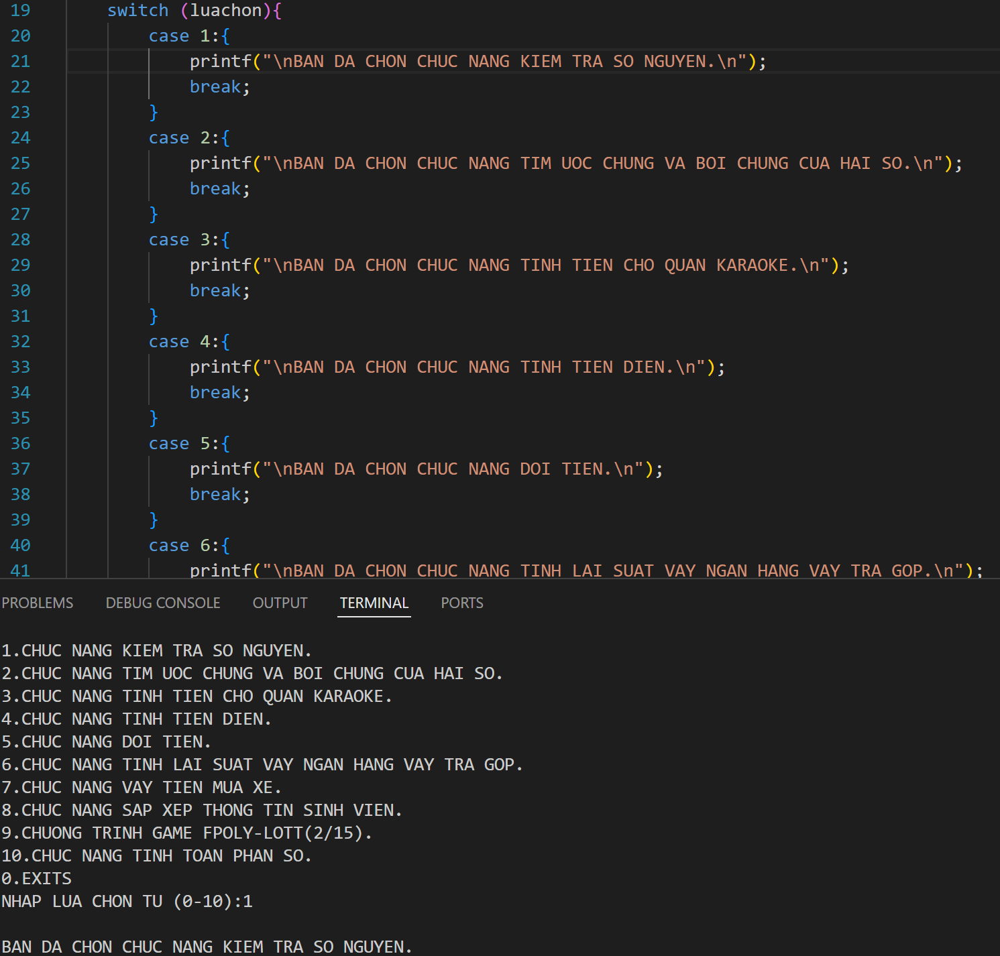 19 switch (luachon){
20 case 1:{
21 printf("\nBAN DA CHON CHUC NANG KIEM TRA SO NGUYEN.\n");
22 break;
23 }
24 case 2:{
25 printf("\nBAN DA CHON CHUC NANG TIM UOC CHUNG VA BOI CHUNG CUA HAI SO.\n");
26 break;
27 }
28 case 3:{
29 printf("\nBAN DA CHON CHUC NANG TINH TIEN CHO QUAN KARAOKE.\n");
30 break;
31 }
32 case 4:{
33 printf("\nBAN DA CHON CHUC NANG TINH TIEN DIEN.\n");
34 break;
35 }
36 case 5:{
37 printf("\nBAN DA CHON CHUC NANG DOI TIEN.\n");
38 break;
39 }
40 case 6:{
41 printf("\nBAN DA CHON CHUC NANG TINH LAI SUAT VAY NGAN HANG VAY TRA GOP.\n");
PROBLEMS DEBUG CONSOLE OUTPUT TERMINAL PORTS
1.CHUC NANG KIEM TRA SO NGUYEN.
2.CHUC NANG TIM UOC CHUNG VA BOI CHUNG CUA HAI SO.
3.CHUC NANG TINH TIEN CHO QUAN KARAOKE.
4.CHUC NANG TINH TIEN DIEN.
5.CHUC NANG DOI TIEN.
6.CHUC NANG TINH LAI SUAT VAY NGAN HANG VAY TRA GOP.
7.CHUC NANG VAY TIEN MUA XE.
8.CHUC NANG SAP XEP THONG TIN SINH VIEN.
9.CHUONG TRINH GAME FPOLY-LOTT(2/15).
10.CHUC NANG TINH TOAN PHAN SO.
0.EXITS
NHAP LUA CHON TU (0-10):1
BAN DA CHON CHUC NANG KIEM TRA SO NGUYEN.